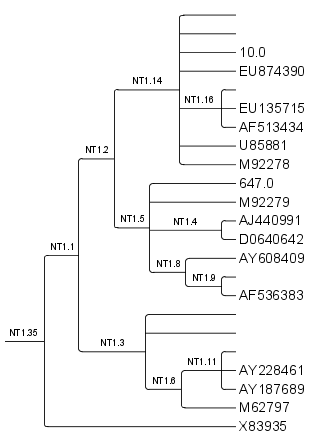 10.0
EU874390
NT1.14
NT1.16
EU135715
AF513434
U85881
NT1.2
M92278
647.0
M92279
NT1.5
NT1.4
AJ440991
D0640642
NT1.1
AY608409
NT1.8
NT1.9
AF536383
NT1.35
NT1.3
NT1.11
AY228461
NT1.6
AY187689
M62797
X83935